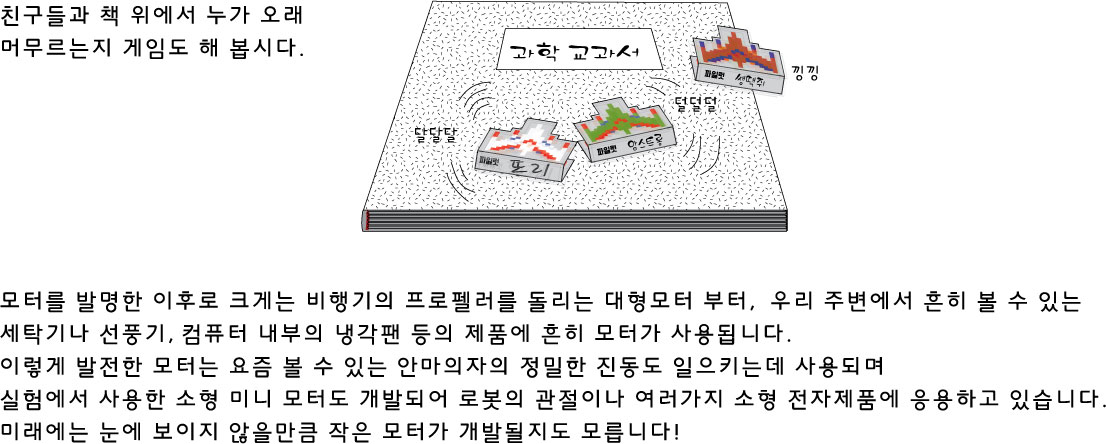 친구들과 책 위에서 누가 오래
머무르는지 게임도 해 봅시다.
과학 교과서
파일럿 생떽쥐
낑낑
덜덜덜
달달달
파일럿 암스트롱
파일럿 프리
모터를 발명한 이후로 크게는 비행기의 프로펠러를 돌리는 대형모터 부터, 우리 주변에서 흔히 볼 수 있는
세탁기나 선풍기, 컴퓨터 내부의 냉각팬 등의 제품에 흔히 모터가 사용됩니다.
이렇게 발전한 모터는 요즘 볼 수 있는 안마의자의 정밀한 진동도 일으키는데 사용되며
실험에서 사용한 소형 미니 모터도 개발되어 로봇의 관절이나 여러가지 소형 전자제품에 응용하고 있습니다.
미래에는 눈에 보이지 않을만큼 작은 모터가 개발될지도 모릅니다!